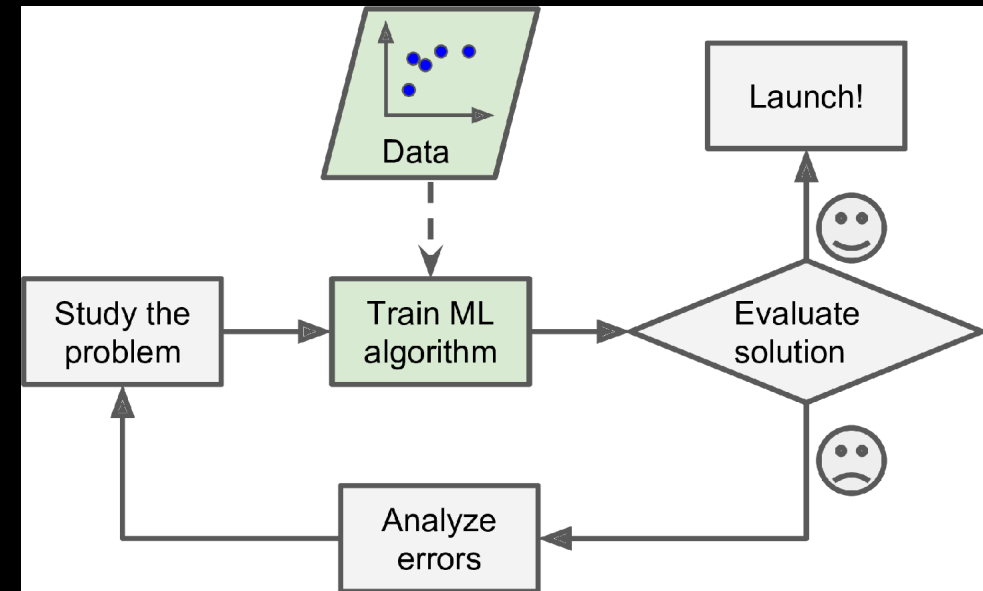 Data
Launch!
Study the
problem
Train ML
algorithm
Evaluate
solution
Analyze
errors